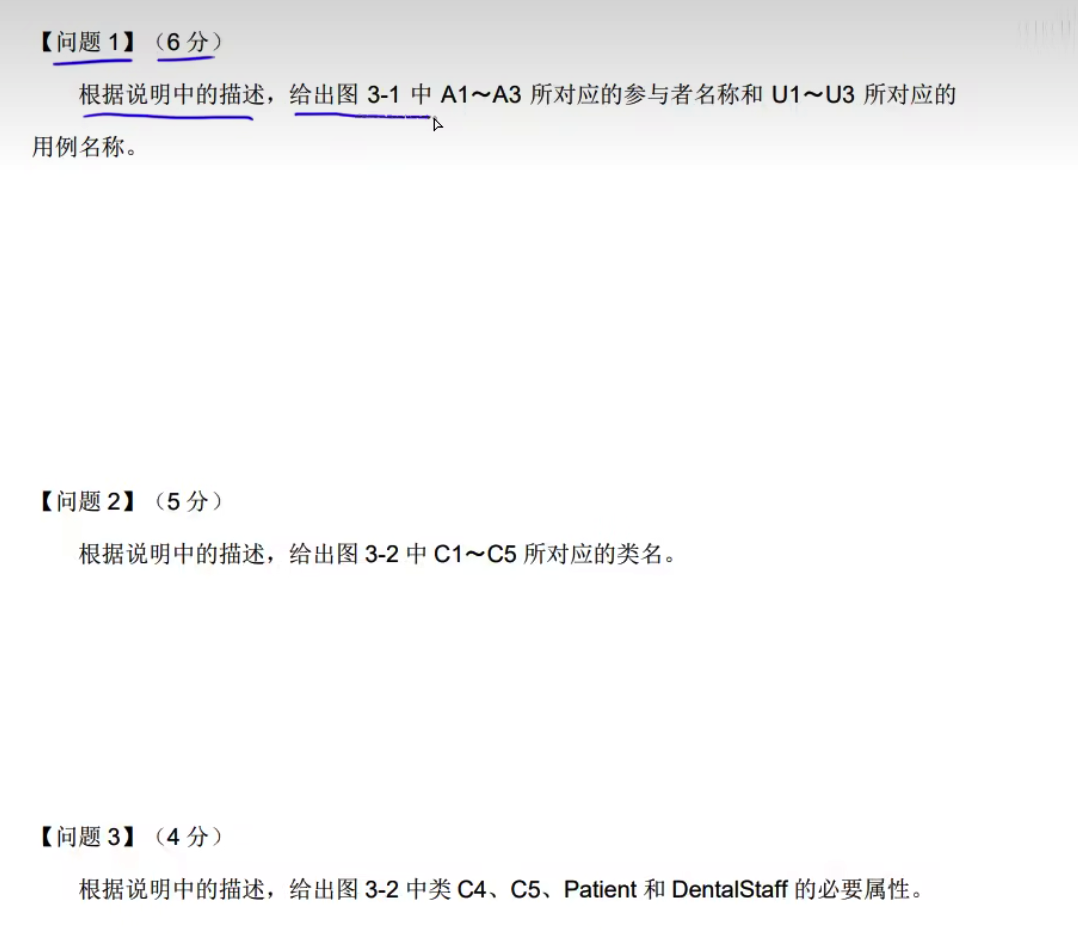 【问题 1】（6 分）
根据说明中的描述，给出图 3-1 中 A1～A3 所对应的参与者名称和 U1～U3 所对应的
用例名称。
【问题 2】（5 分）
根据说明中的描述，给出图 3-2 中 C1～C5 所对应的类名。
【问题 3】（4 分）
根据说明中的描述，给出图 3-2 中类 C4、C5、Patient 和 DentalStaff 的必要属性。